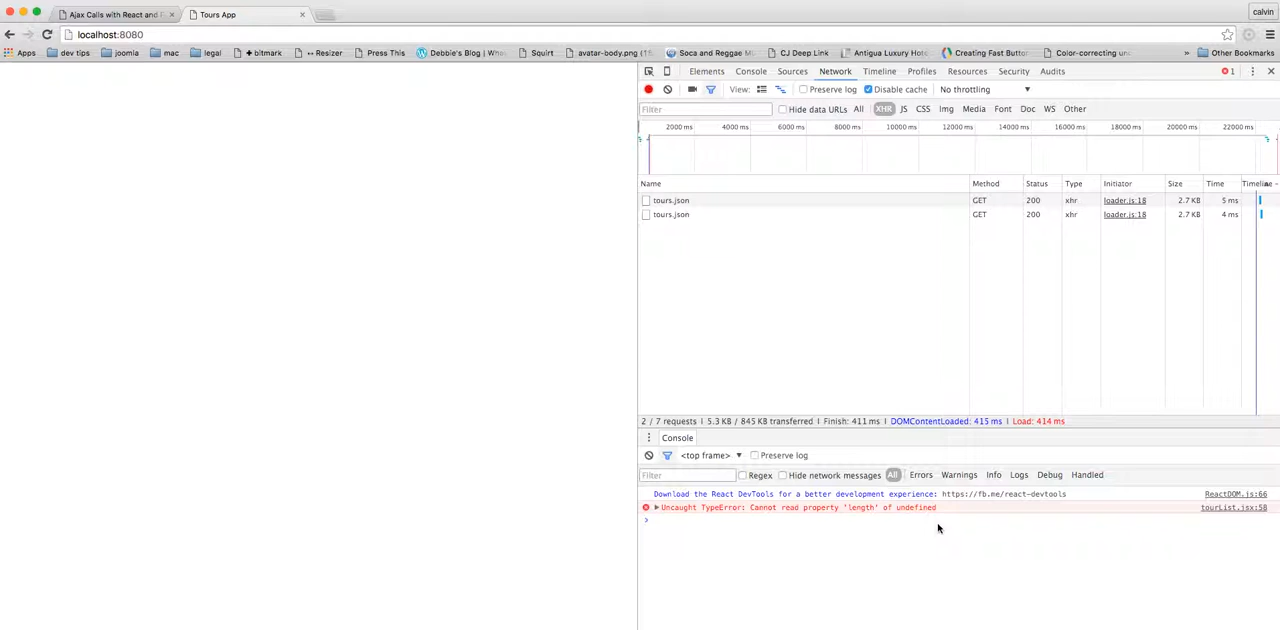 Ajax Calls with React and
Tours App
calvin
localhost:8080
Apps dev tips joomla mac legal + bitmark ↔ Resizer Press This Debbie's Blog | Squirt avatar-body.png Soca and Reggae CJ Deep Link Antigua Luxury Creating Fast Color-correcting » Other Bookmarks
Elements Console Sources Network Timeline Profiles Resources Security Audits 1
View: Preserve log Disable cache No throttling
Filter Hide data URLs All XHR JS CSS Img Media Font Doc WS Other
2000 ms 4000 ms 6000 ms 8000 ms 10000 ms 12000 ms 14000 ms 16000 ms 18000 ms 20000 ms 22000 ms
Name Method Status Type Initiator Size Time
tours.json GET 200 xhr loader.js:18 2.7 KB 5 ms
tours.json GET 200 xhr loader.js:18 2.7 KB 4 ms
2 / 7 requests | 5.3 KB / 845 KB transferred | Finish: 411 ms | DOMContentLoaded: 415 ms | Load: 414 ms
Console
<top frame> Preserve log
Filter Regex Hide network messages All Errors Warnings Info Logs Debug Handled
Download the React DevTools for a better development experience: https://fb.me/react-devtools ReactDOM.js:66
Uncaught TypeError: Cannot read property 'length' of undefined tourList.jsx:58